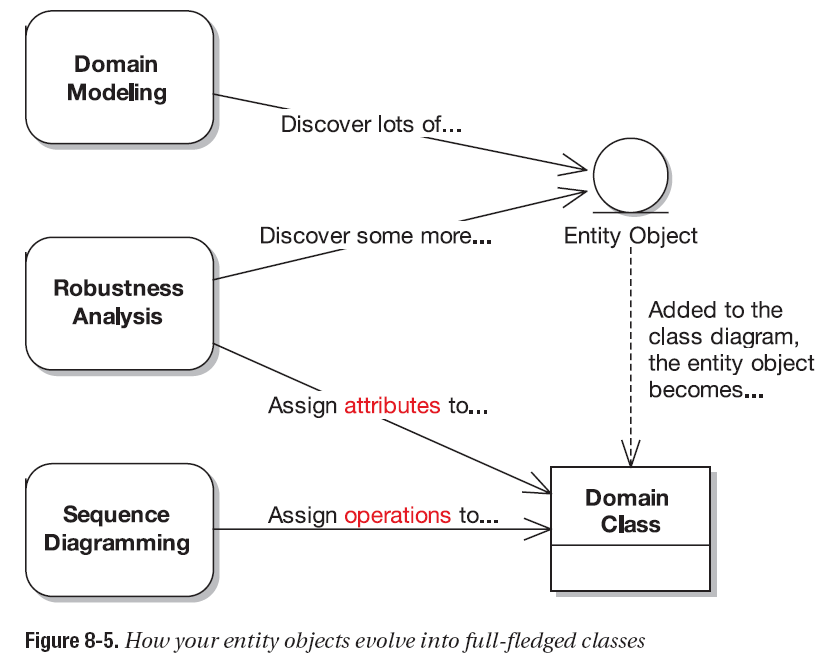 Domain
Modeling
Discover lots of...
Discover some more...
Entity Object
Robustness
Analysis
Added to the
class diagram,
the entity object
becomes...
Assign attributes to...
Sequence
Diagramming
Assign operations to...
Domain
Class
Figure 8-5. How your entity objects evolve into full-fledged classes